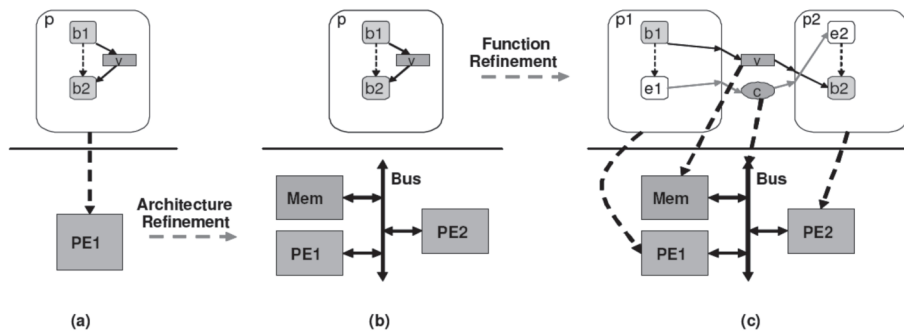 p
b1
v
b2
PE1
Architecture
Refinement
(a)
p
b1
v
b2
Bus
Mem
PE1
PE2
(b)
Function
Refinement
p1
b1
e1
v
c
p2
e2
b2
Bus
Mem
PE1
PE2
(c)